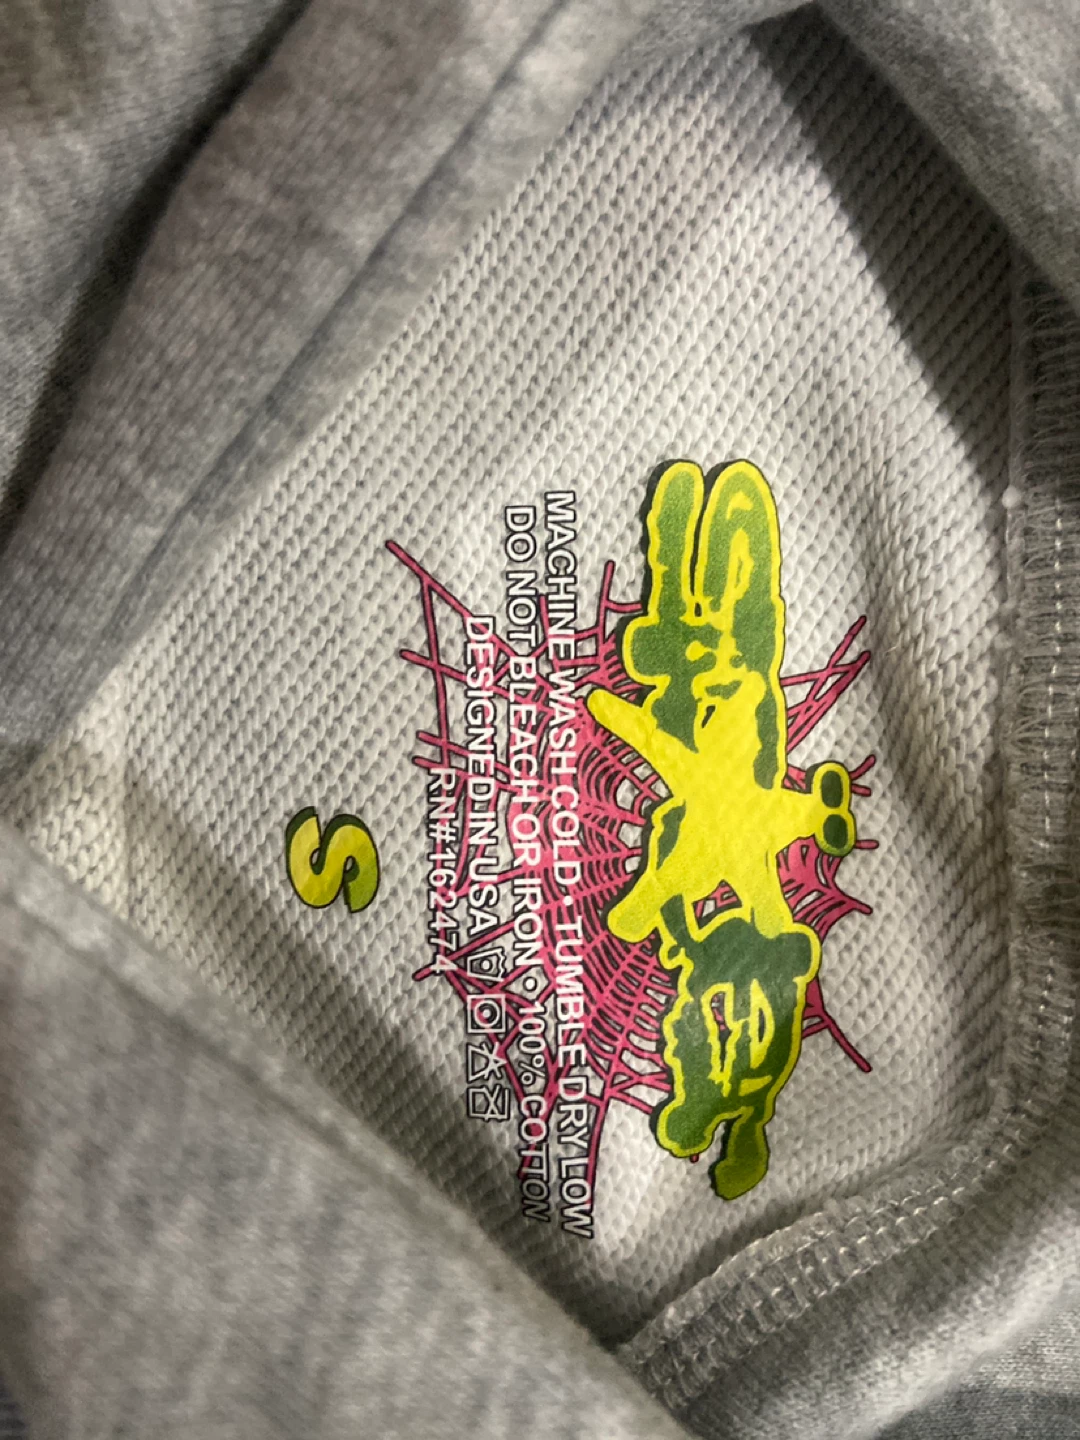 MACHINE WASH COLD • TUMBLE DRY LOW
DO NOT BLEACH OR IRON • 100% COTTON
DESIGNED IN USA
RN#162474
S